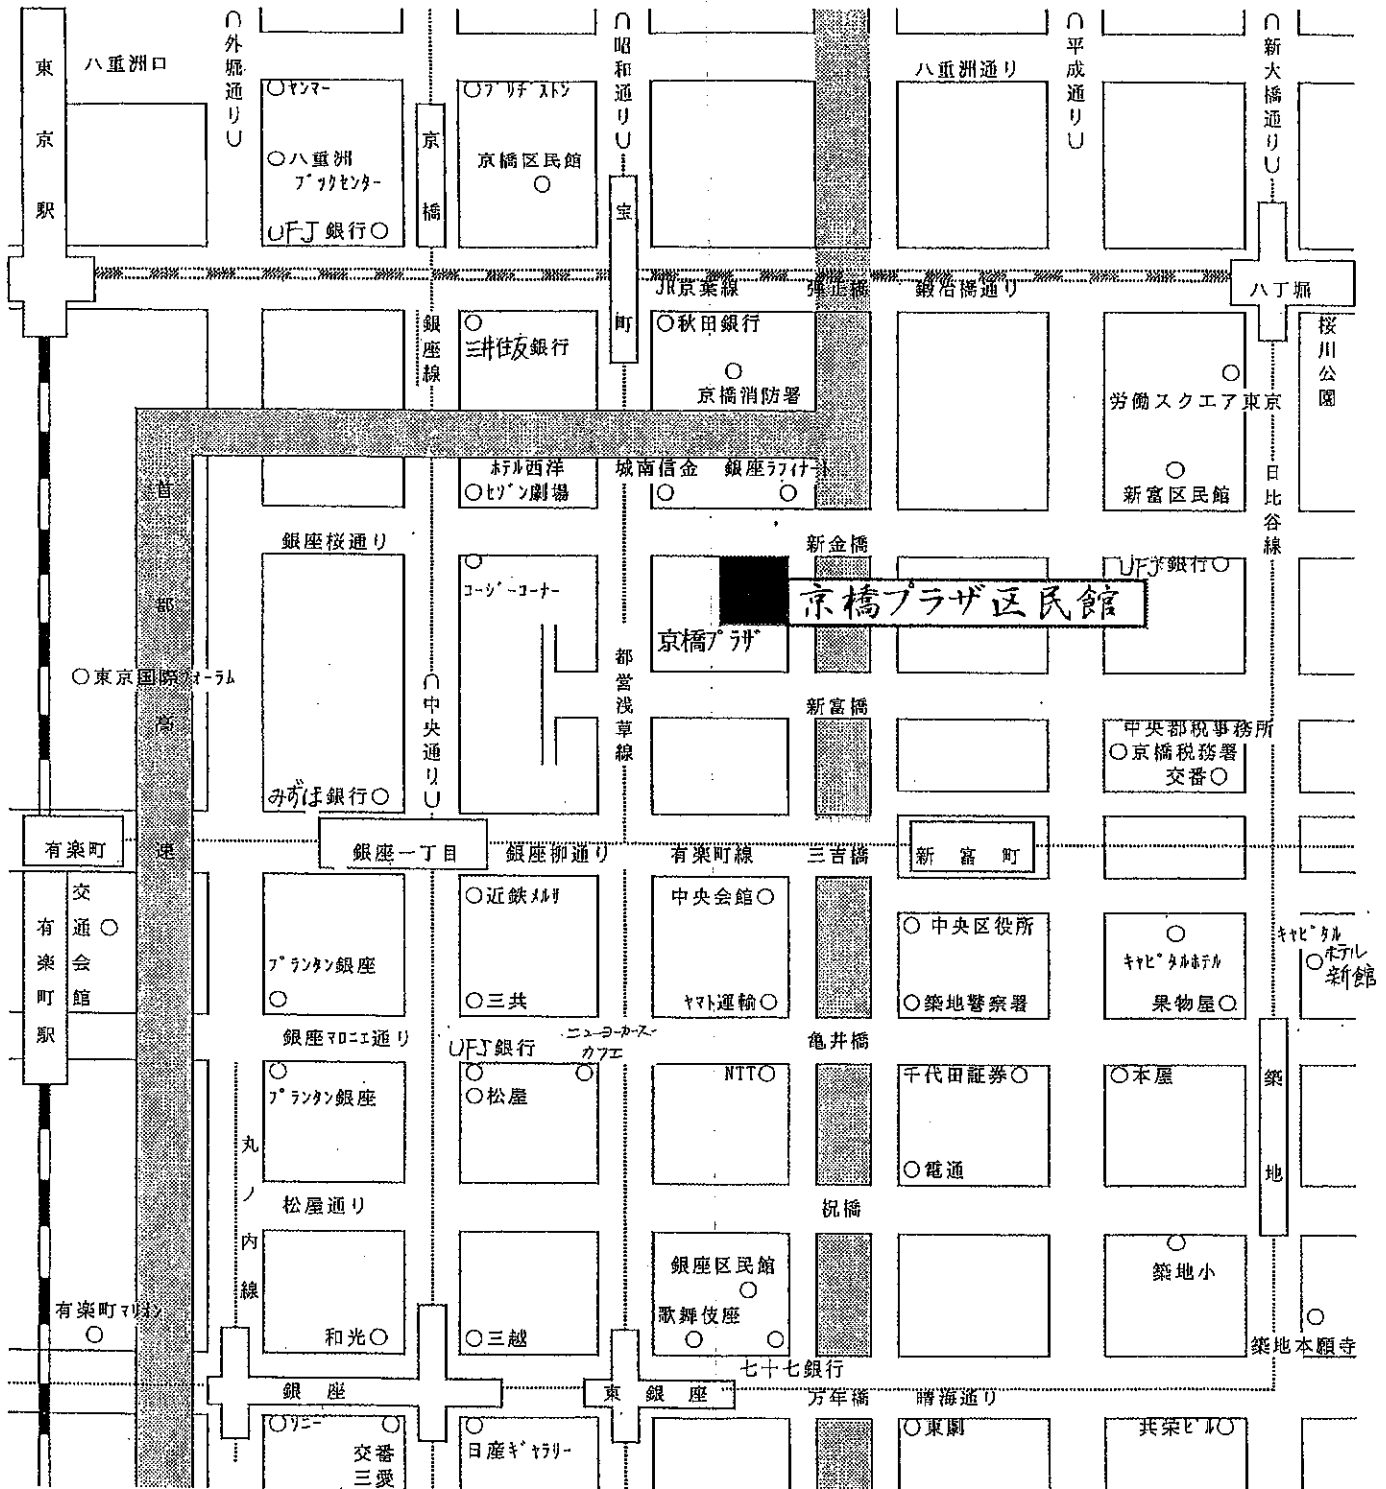 東京駅
八重洲口
∩外堀通り∪
∩昭和通り∪
∩平成通り∪
∩新大橋通り∪
八重洲通り
○ヤンマー
○ブリヂストン
京橋
○八重洲
ブックセンター
京橋区民館
宝町
UFJ銀行○
JR京葉線
弾正橋
鍛冶橋通り
八丁堀
銀座線
三井住友銀行
○秋田銀行
京橋消防署
桜川公園
労働スクエア東京
首都高速
ホテル西洋
○セゾン劇場
城南信金
銀座ラフィナート
新富区民館
日比谷線
銀座桜通り
新金橋
UFJ銀行○
コージーコーナー
京橋プラザ区民館
京橋プラザ
都営浅草線
○東京国際フォーラム
∩中央通り∪
新富橋
中央都税事務所
○京橋税務署
交番○
みずほ銀行○
有楽町
銀座一丁目
銀座柳通り
有楽町線
三吉橋
新富町
交通会館
有楽町駅
○近鉄メルサ
中央会館○
○中央区役所
キャピタルホテル
キャピタル
ホテル
新館
プランタン銀座
○三共
ヤマト運輸○
○築地警察署
果物屋○
銀座マロニエ通り
UFJ銀行
ニューヨーカーズ
カフェ
亀井橋
プランタン銀座
○松屋
NTT○
千代田証券○
○本屋
築地
丸ノ内線
○電通
松屋通り
祝橋
銀座区民館
築地小
有楽町マリオン
和光○
○三越
歌舞伎座
築地本願寺
七十七銀行
銀座
東銀座
万年橋
晴海通り
○ソニー
交番
三愛
日産ギャラリー
○東劇
共栄ビル○